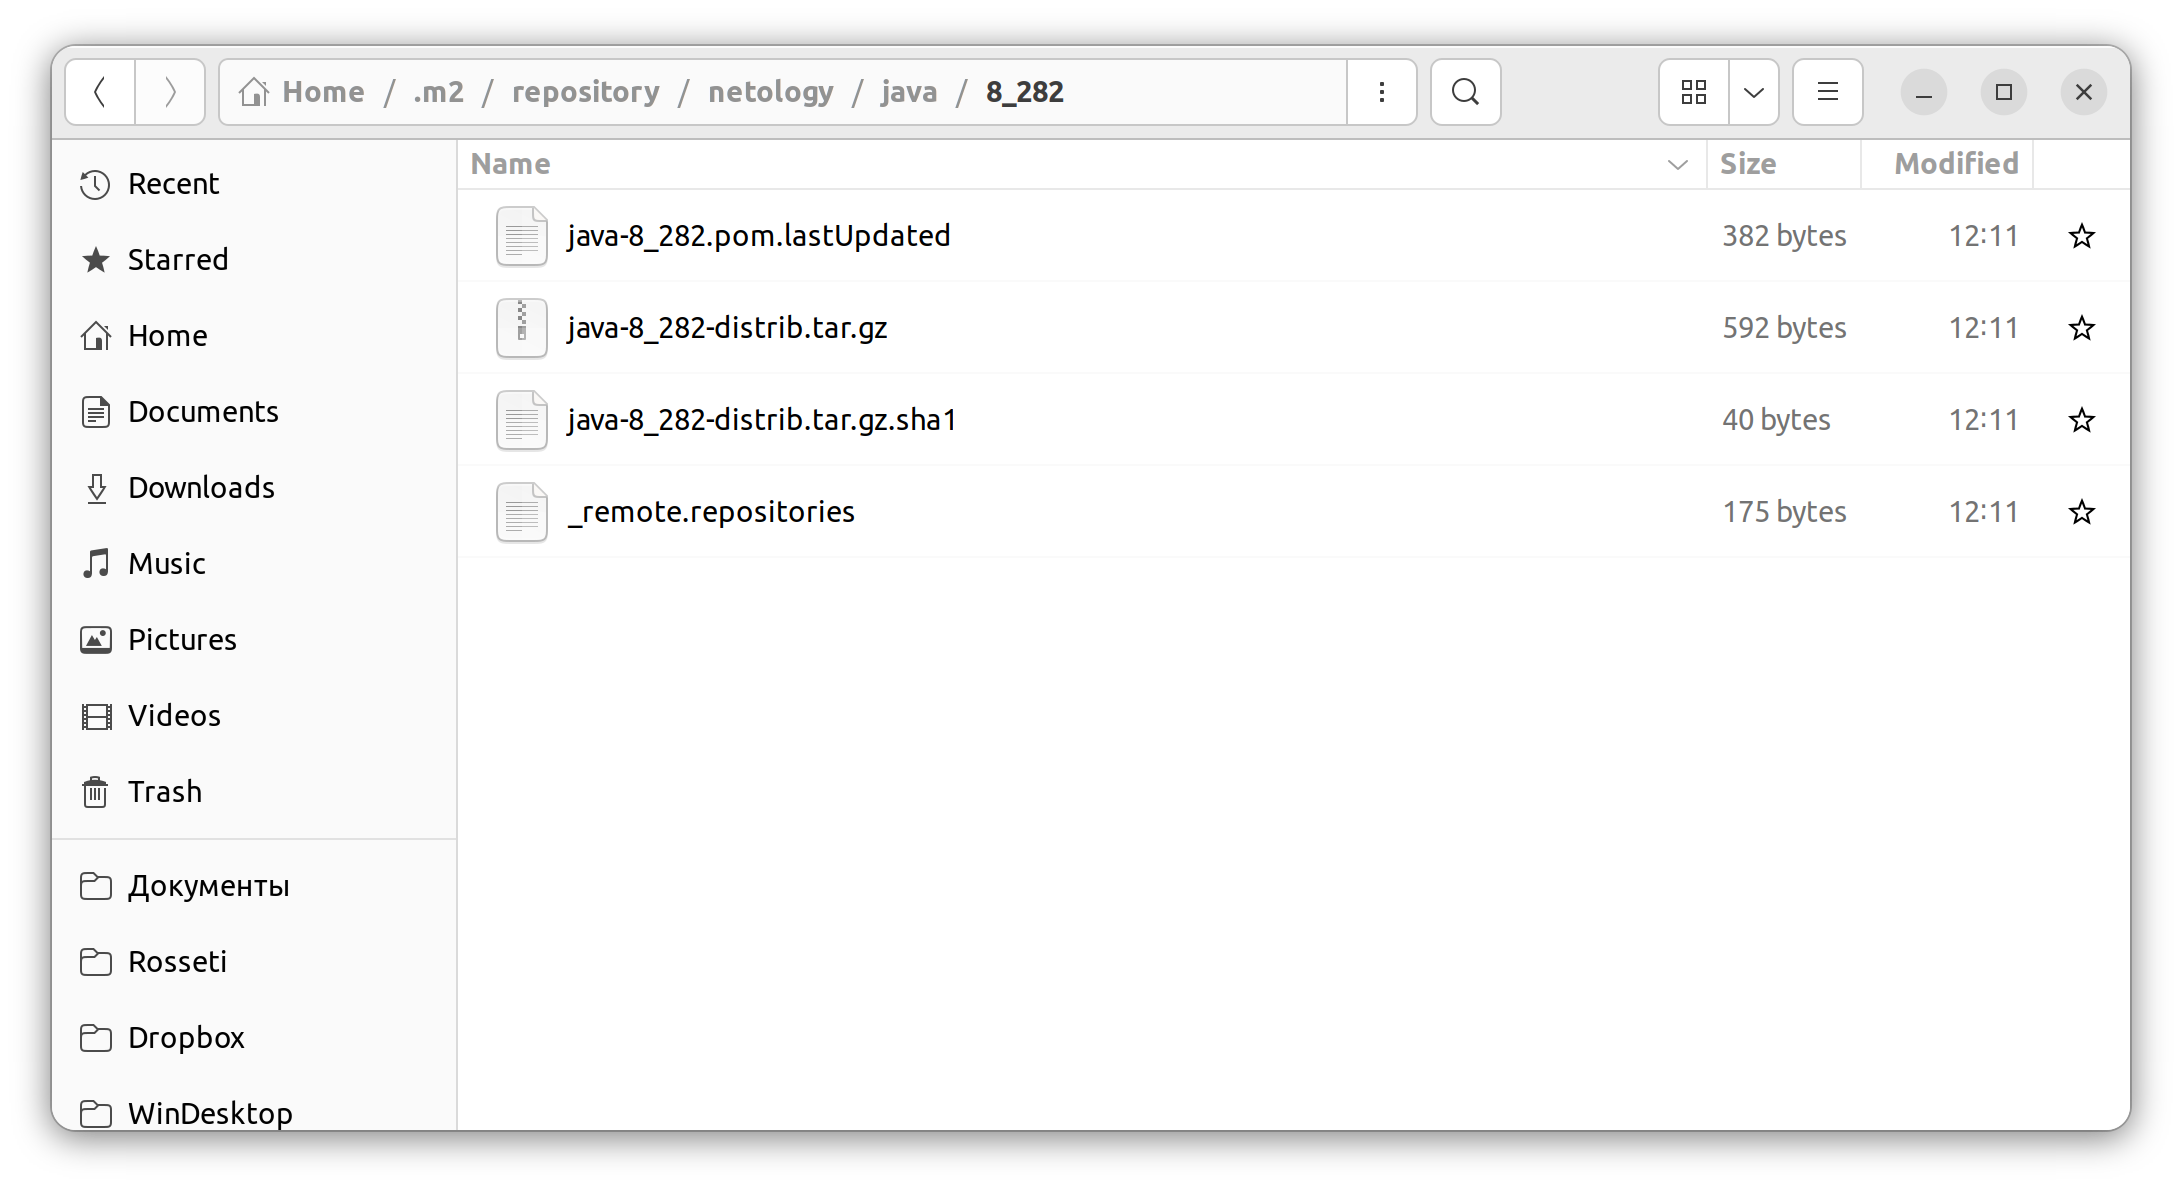 Home / .m2 / repository / netology / java / 8_282
Name Size Modified
Recent
Starred
Home
Documents
Downloads
Music
Pictures
Videos
Trash
Документы
Rosseti
Dropbox
WinDesktop
java-8_282.pom.lastUpdated 382 bytes 12:11
java-8_282-distrib.tar.gz 592 bytes 12:11
java-8_282-distrib.tar.gz.sha1 40 bytes 12:11
_remote.repositories 175 bytes 12:11